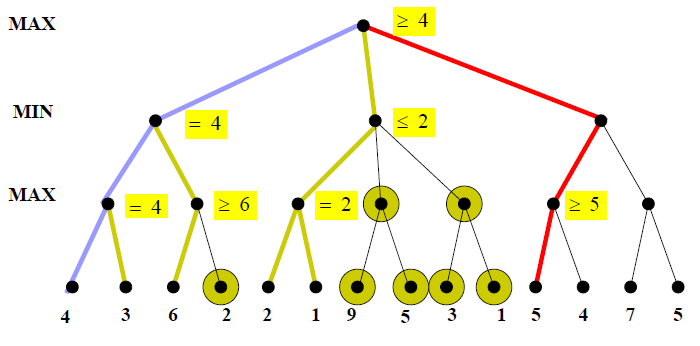 MAX
≥ 4
MIN
= 4
≤ 2
MAX
= 4
≥ 6
= 2
≥ 5
4 3 6 2 2 1 9 5 3 1 5 4 7 5